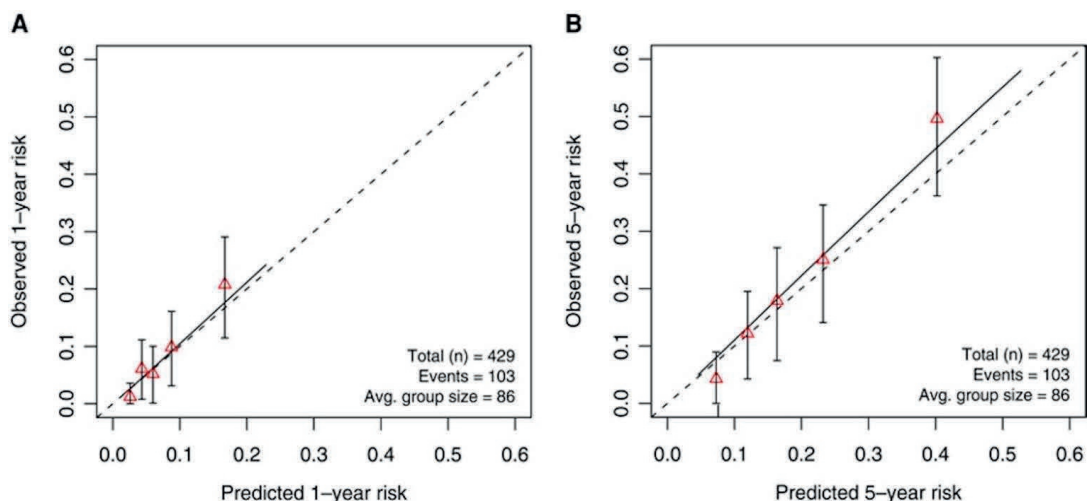 A
Observed 1–year risk
0.6
0.5
0.4
0.3
0.2
0.1
0.0
Total (n) = 429
Events = 103
Avg. group size = 86
0.0 0.1 0.2 0.3 0.4 0.5 0.6
Predicted 1–year risk
B
Observed 5–year risk
0.6
0.5
0.4
0.3
0.2
0.1
0.0
Total (n) = 429
Events = 103
Avg. group size = 86
0.0 0.1 0.2 0.3 0.4 0.5 0.6
Predicted 5–year risk